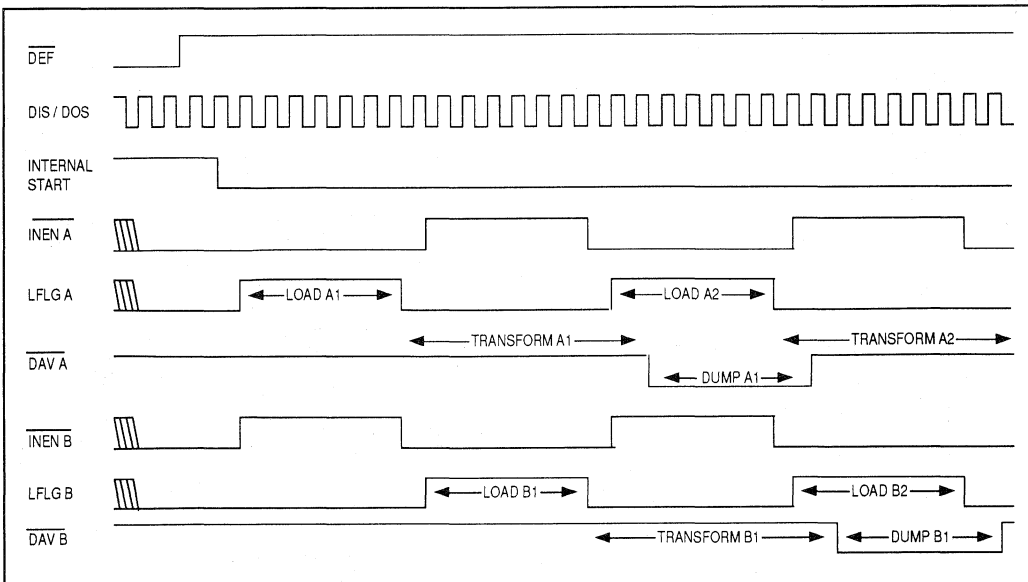 DEF
DIS / DOS
INTERNAL
START
INEN A
LFLG A
LOAD A1
LOAD A2
TRANSFORM A1
TRANSFORM A2
DAV A
DUMP A1
INEN B
LFLG B
LOAD B1
LOAD B2
DAV B
TRANSFORM B1
DUMP B1